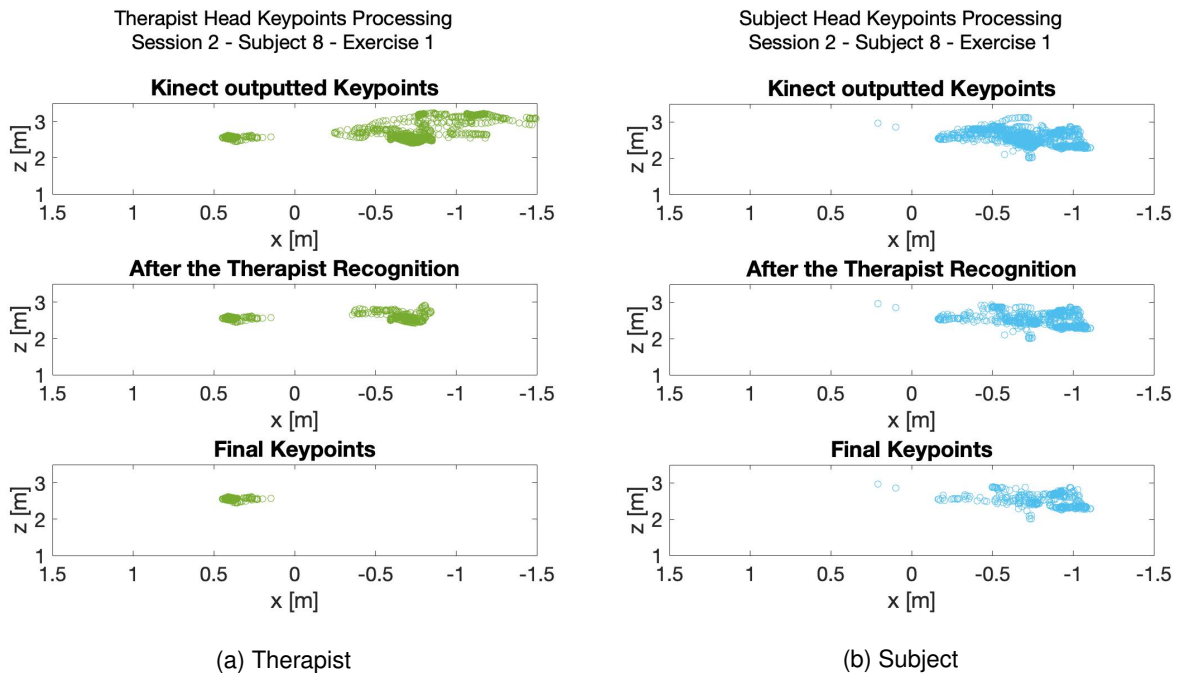 Therapist Head Keypoints Processing
Session 2 - Subject 8 - Exercise 1
Kinect outputted Keypoints
3
2
1
z [m]
1.5 1 0.5 0 -0.5 -1 -1.5
x [m]
After the Therapist Recognition
3
2
1
z [m]
1.5 1 0.5 0 -0.5 -1 -1.5
x [m]
Final Keypoints
3
2
1
z [m]
1.5 1 0.5 0 -0.5 -1 -1.5
x [m]
(a) Therapist
Subject Head Keypoints Processing
Session 2 - Subject 8 - Exercise 1
Kinect outputted Keypoints
3
2
1
z [m]
1.5 1 0.5 0 -0.5 -1 -1.5
x [m]
After the Therapist Recognition
3
2
1
z [m]
1.5 1 0.5 0 -0.5 -1 -1.5
x [m]
Final Keypoints
3
2
1
z [m]
1.5 1 0.5 0 -0.5 -1 -1.5
x [m]
(b) Subject